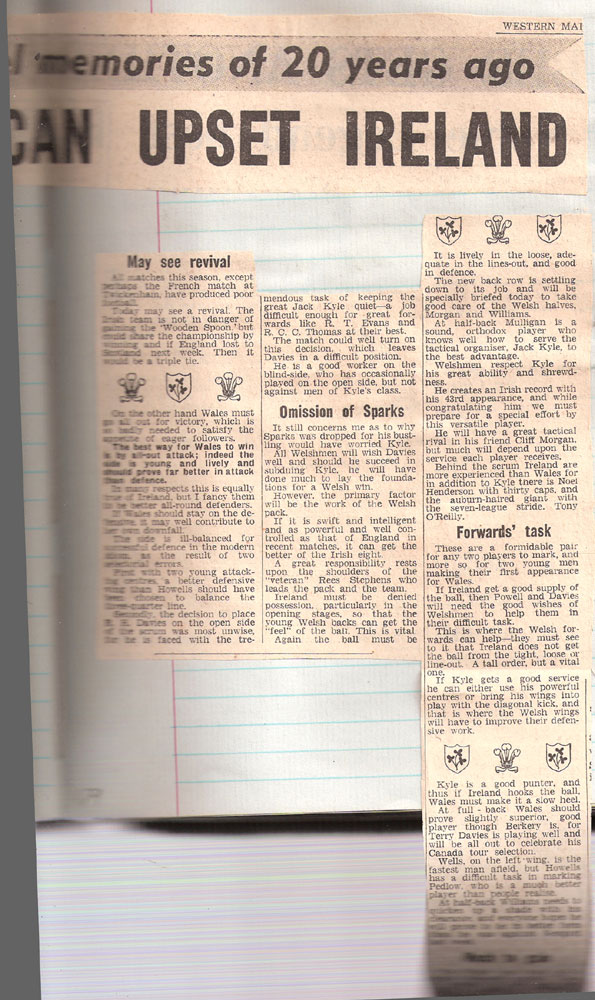 WESTERN MAI
memories of 20 years ago
CAN UPSET IRELAND
May see revival
All matches this season, except
perhaps the French match at
Twickenham, have produced poor
football.
Today may see a revival. The
Irish team is not in danger of
gaining the 'Wooden Spoon,' but
could share the championship by
winning and if England lost to
Scotland next week. Then it
would be a triple tie.
On the other hand Wales must
go all out for victory, which is
so badly needed to satisfy the
appetite of eager followers.
The best way for Wales to win
is by all-out attack; indeed the
side is young and lively and
should prove far better in attack
than defence.
In many respects this is equally
true of Ireland, but I fancy them
to be better all-round defenders.
If Wales should stay on the de-
fensive, it may well contribute to
her own downfall.
The side is ill-balanced for
successful defence in the modern
idiom, as the result of two
selectorial errors.
First with two young attack-
ing centres, a better defensive
wing than Howells should have
been chosen to balance the
three-quarter line.
Secondly, the decision to place
B. H. Davies on the open side
of the scrum was most unwise,
for he is faced with the tre-
mendous task of keeping the
great Jack Kyle quiet—a job
difficult enough for great for-
wards like R. T. Evans and
R. C. C. Thomas at their best.
The match could well turn on
this decision, which leaves
Davies in a difficult position.
He is a good worker on the
blind-side, who has occasionally
played on the open side, but not
against men of Kyle's class.
Omission of Sparks
It still concerns me as to why
Sparks was dropped for his bust-
ling would have worried Kyle.
All Welshmen will wish Davies
well and should he succeed in
subduing Kyle, he will have
done much to lay the founda-
tions for a Welsh win.
However, the primary factor
will be the work of the Welsh
pack.
If it is swift and intelligent
and as powerful and well con-
trolled as that of England in
recent matches, it can get the
better of the Irish eight.
A great responsibility rests
upon the shoulders of the
"veteran" Rees Stephens who
leads the pack and the team.
Ireland must be denied
possession, particularly in the
opening stages, so that the
young Welsh backs can get the
"feel" of the ball. This is vital
Again the ball must be
It is lively in the loose, ade-
quate in the lines-out, and good
in defence.
The new back row is settling
down to its job and will be
specially briefed today to take
good care of the Welsh halves,
Morgan and Williams.
At half-back Mulligan is a
sound, orthodox player who
knows well how to serve the
tactical organiser, Jack Kyle, to
the best advantage.
Welshmen respect Kyle for
his great ability and shrewd-
ness.
He creates an Irish record with
his 43rd appearance, and while
congratulating him we must
prepare for a special effort by
this versatile player.
He will have a great tactical
rival in his friend Cliff Morgan,
but much will depend upon the
service each player receives.
Behind the scrum Ireland are
more experienced than Wales for
in addition to Kyle there is Noel
Henderson with thirty caps, and
the auburn-haired giant with
the seven-league stride. Tony
O'Reilly.
Forwards' task
These are a formidable pair
for any two players to mark, and
more so for two young men
making their first appearance
for Wales.
If Ireland get a good supply of
the ball, then Powell and Davies
will need the good wishes of
Welshmen to help them in
their difficult task.
This is where the Welsh for-
wards can help—they must see
to it that Ireland does not get
the ball from the tight, loose or
line-out. A tall order, but a vital
one.
If Kyle gets a good service
he can either use his powerful
centres or bring his wings into
play with the diagonal kick, and
that is where the Welsh wings
will have to improve their defen-
sive work.
Kyle is a good punter, and
thus if Ireland hooks the ball,
Wales must make it a slow heel.
At full-back Wales should
prove slightly superior, good
player though Berkery is, for
Terry Davies is playing well and
will be all out to celebrate his
Canada tour selection.
Wells, on the left wing, is the
fastest man afield, but Howells
has a difficult task in marking
Pedlow, who is a much better
player than people realise.
At half-back Williams needs to
quicken up a shade with his